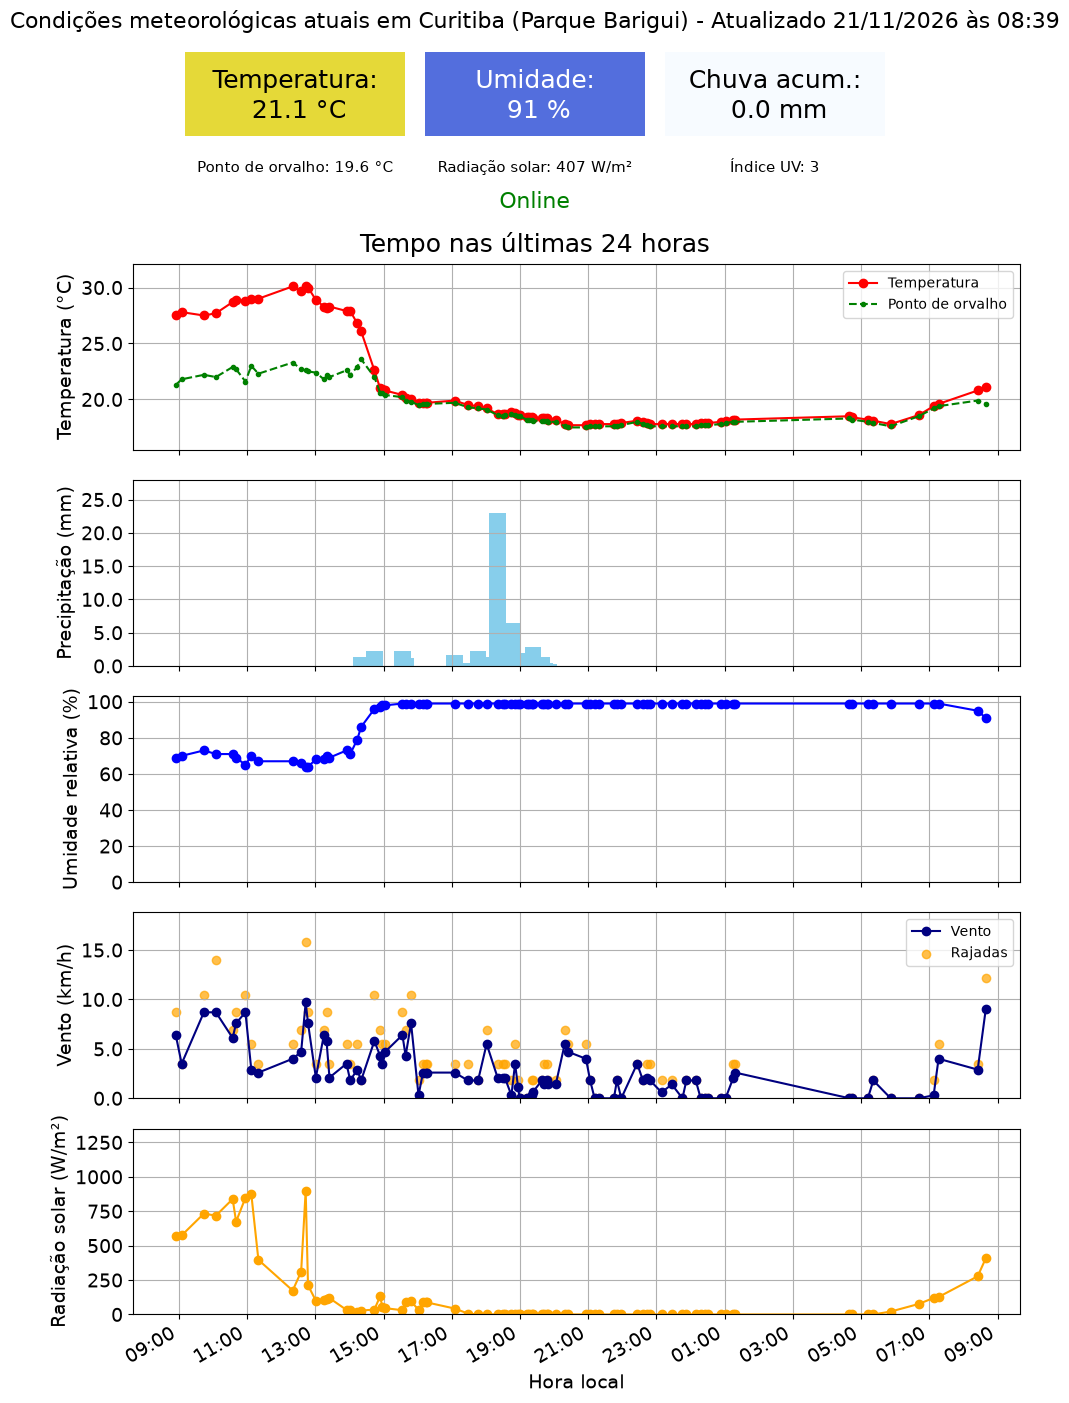 Condições meteorológicas atuais em Curitiba (Parque Barigui) - Atualizado 21/11/2026 às 08:39
Temperatura:
21.1 °C
Umidade:
91 %
Chuva acum.:
0.0 mm
Ponto de orvalho: 19.6 °C
Radiação solar: 407 W/m²
Índice UV: 3
Online
Tempo nas últimas 24 horas
Temperatura (°C)
30.0
25.0
20.0
Temperatura
Ponto de orvalho
Precipitação (mm)
25.0
20.0
15.0
10.0
5.0
0.0
Umidade relativa (%)
100
80
60
40
20
0
Vento (km/h)
15.0
10.0
5.0
0.0
Vento
Rajadas
Radiação solar (W/m²)
1250
1000
750
500
250
0
09:00
11:00
13:00
15:00
17:00
19:00
21:00
23:00
01:00
03:00
05:00
07:00
09:00
Hora local